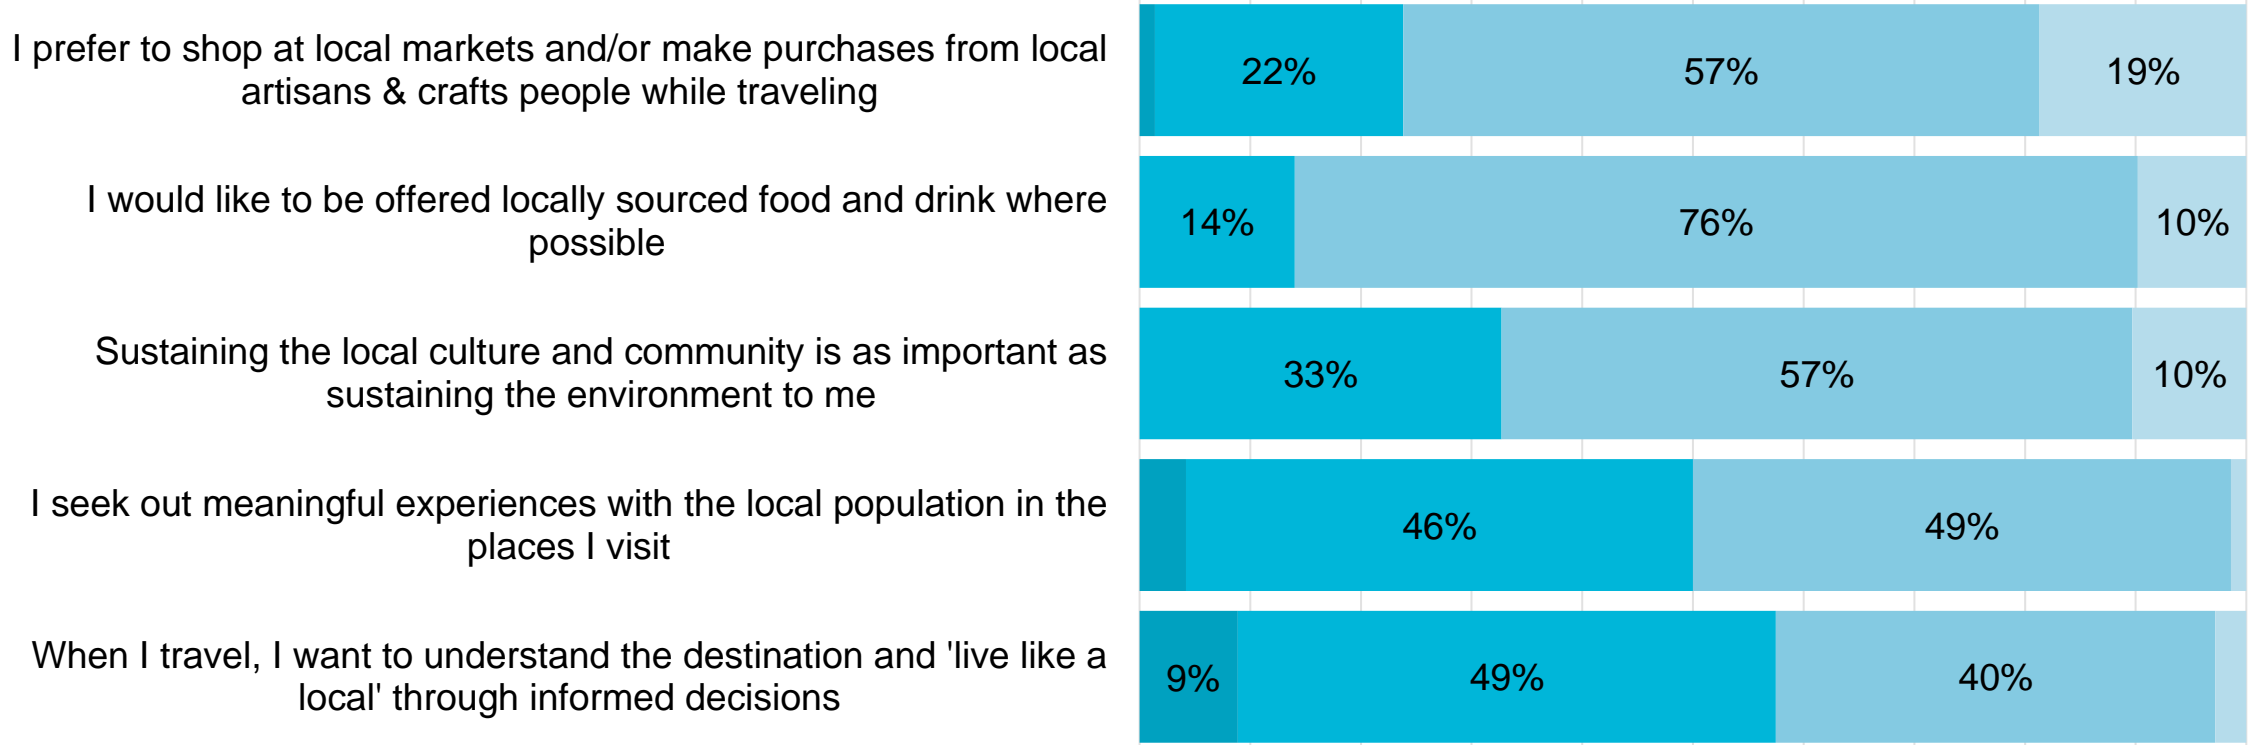 I prefer to shop at local markets and/or make purchases from local
artisans & crafts people while traveling
22%
57%
19%
I would like to be offered locally sourced food and drink where
possible
14%
76%
10%
Sustaining the local culture and community is as important as
sustaining the environment to me
33%
57%
10%
I seek out meaningful experiences with the local population in the
places I visit
46%
49%
When I travel, I want to understand the destination and 'live like a
local' through informed decisions
9%
49%
40%